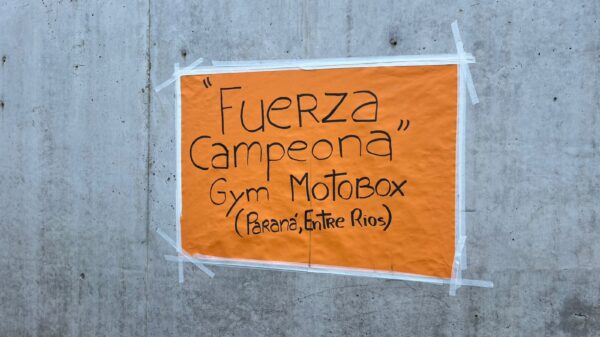 "Fuerza
Campeona"
Gym MotoBox
(Paraná, Entre Rios)